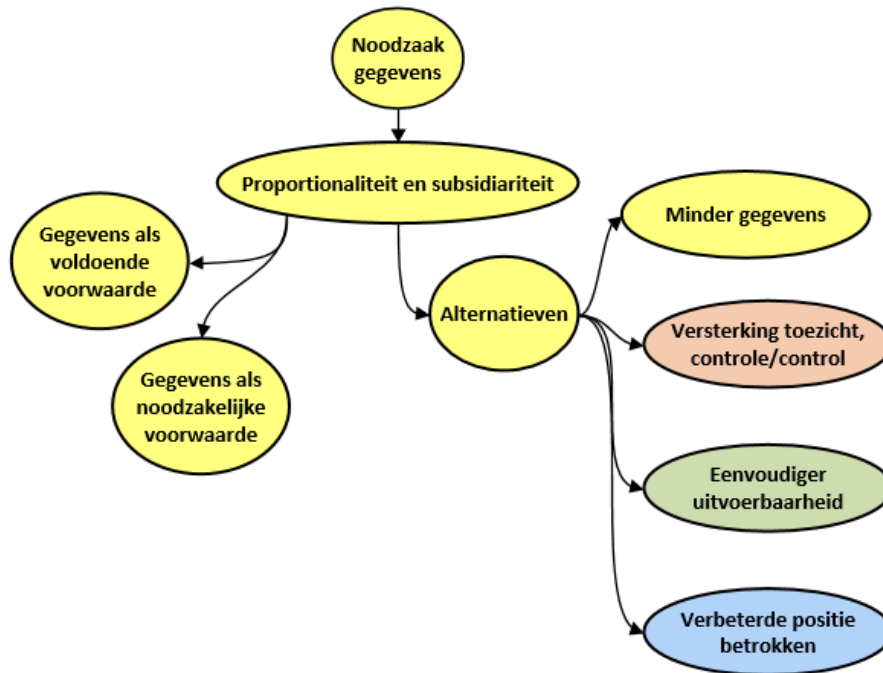 Noodzaak
gegevens
Proportionaliteit en subsidiariteit
Gegevens als
voldoende
voorwaarde
Gegevens als
noodzakelijke
voorwaarde
Alternatieven
Minder gegevens
Versterking toezicht,
controle/control
Eenvoudiger
uitvoerbaarheid
Verbeterde positie
betrokken